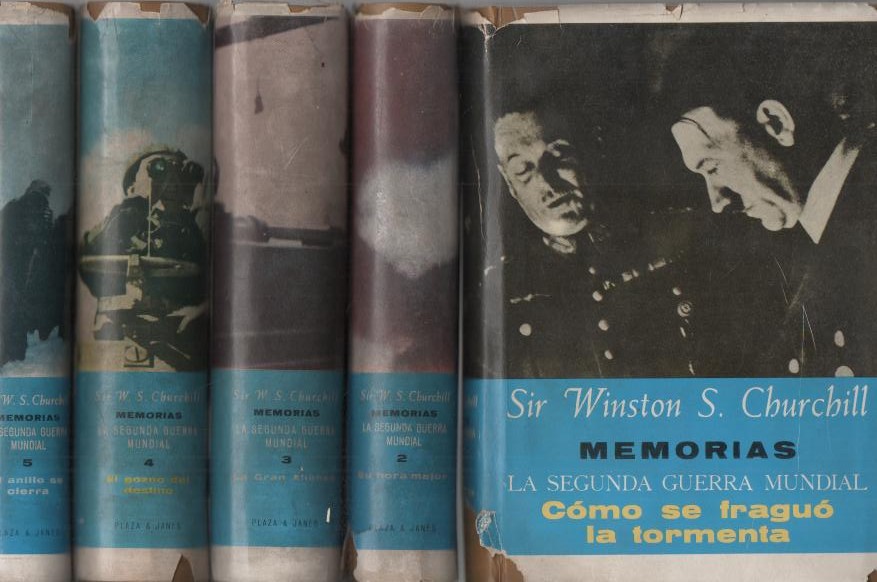 W. S. Churchill
MEMORIAS
SEGUNDA GUERRA
MUNDIAL
5
anillo se
cierra
PLAZA & JANES
Sir W. S. Churchill
MEMORIAS
LA SEGUNDA GUERRA
MUNDIAL
4
El gozne del
destino
PLAZA & JANES
Sir W. S. Churchill
MEMORIAS
LA SEGUNDA GUERRA
MUNDIAL
3
La Gran Alianza
PLAZA & JANES
Sir W. S. Churchill
MEMORIAS
LA SEGUNDA GUERRA
MUNDIAL
2
Su hora mejor
PLAZA & JANES
Sir Winston S. Churchill
MEMORIAS
LA SEGUNDA GUERRA MUNDIAL
Cómo se fraguó
la tormenta